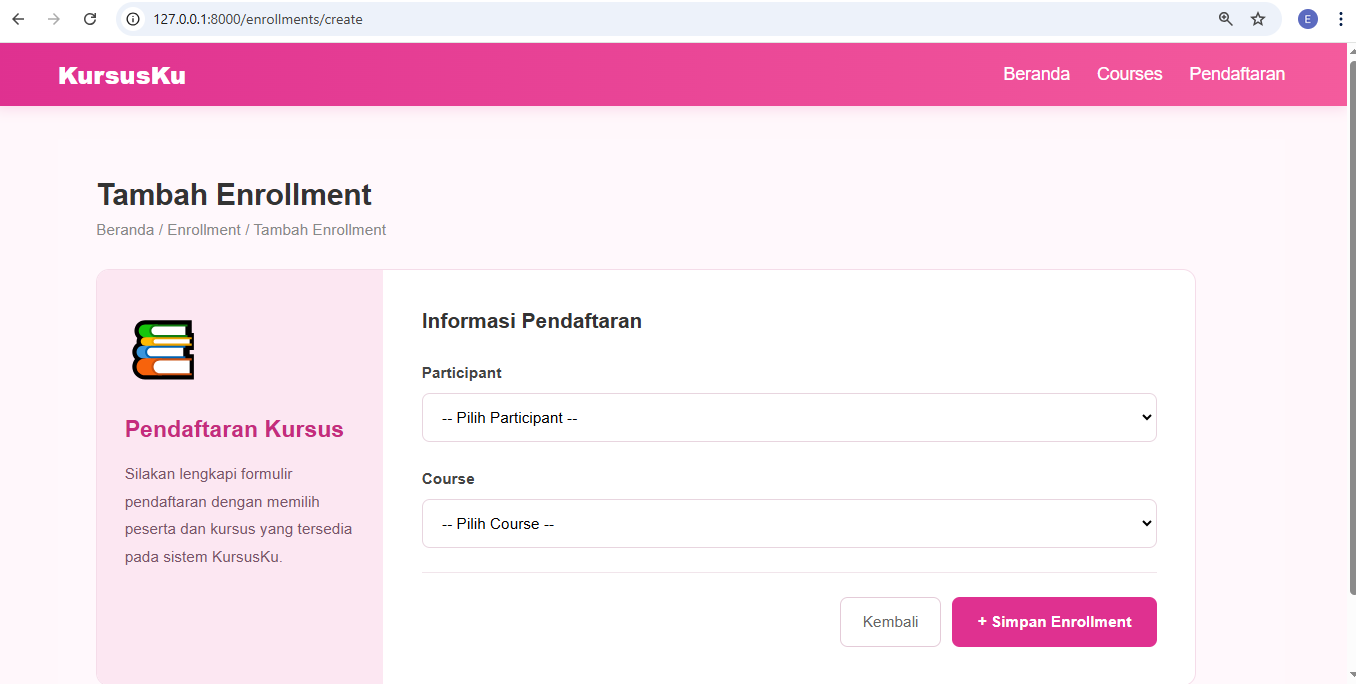 127.0.0.1:8000/enrollments/create
E
KursusKu
Beranda
Courses
Pendaftaran
Tambah Enrollment
Beranda / Enrollment / Tambah Enrollment
Pendaftaran Kursus
Silakan lengkapi formulir
pendaftaran dengan memilih
peserta dan kursus yang tersedia
pada sistem KursusKu.
Informasi Pendaftaran
Participant
-- Pilih Participant --
Course
-- Pilih Course --
Kembali
+ Simpan Enrollment